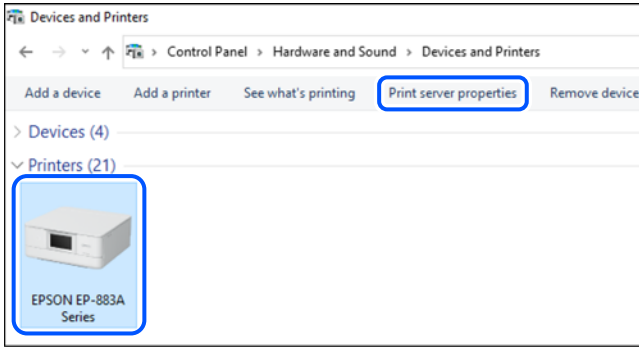 Devices and Printers
Control Panel > Hardware and Sound > Devices and Printers
Add a device Add a printer See what's printing Print server properties Remove device
Devices (4)
Printers (21)
EPSON EP-883A
Series